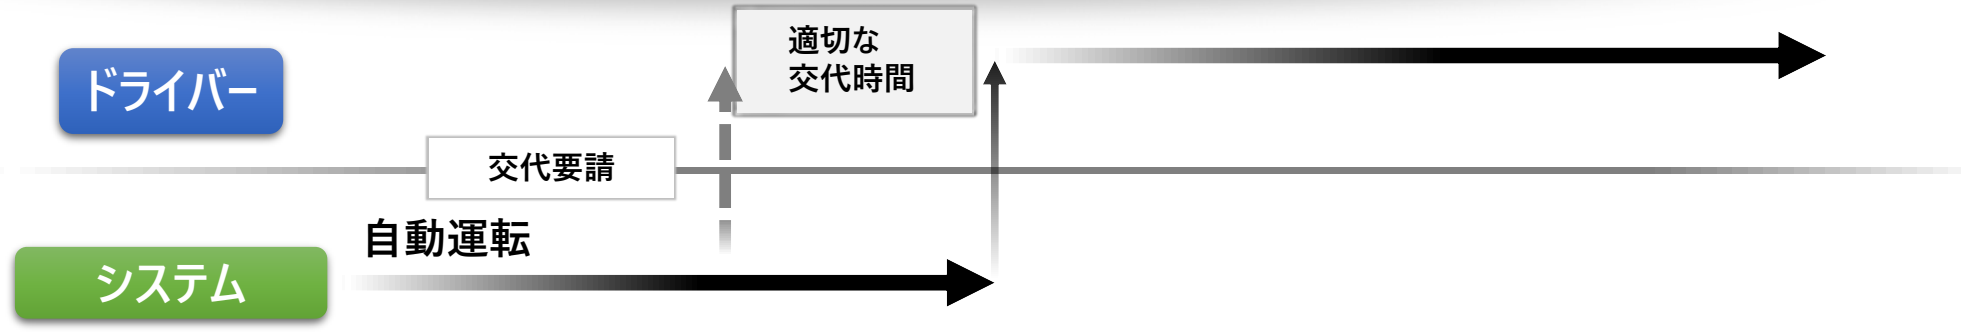 適切な
交代時間
ドライバー
交代要請
自動運転
システム